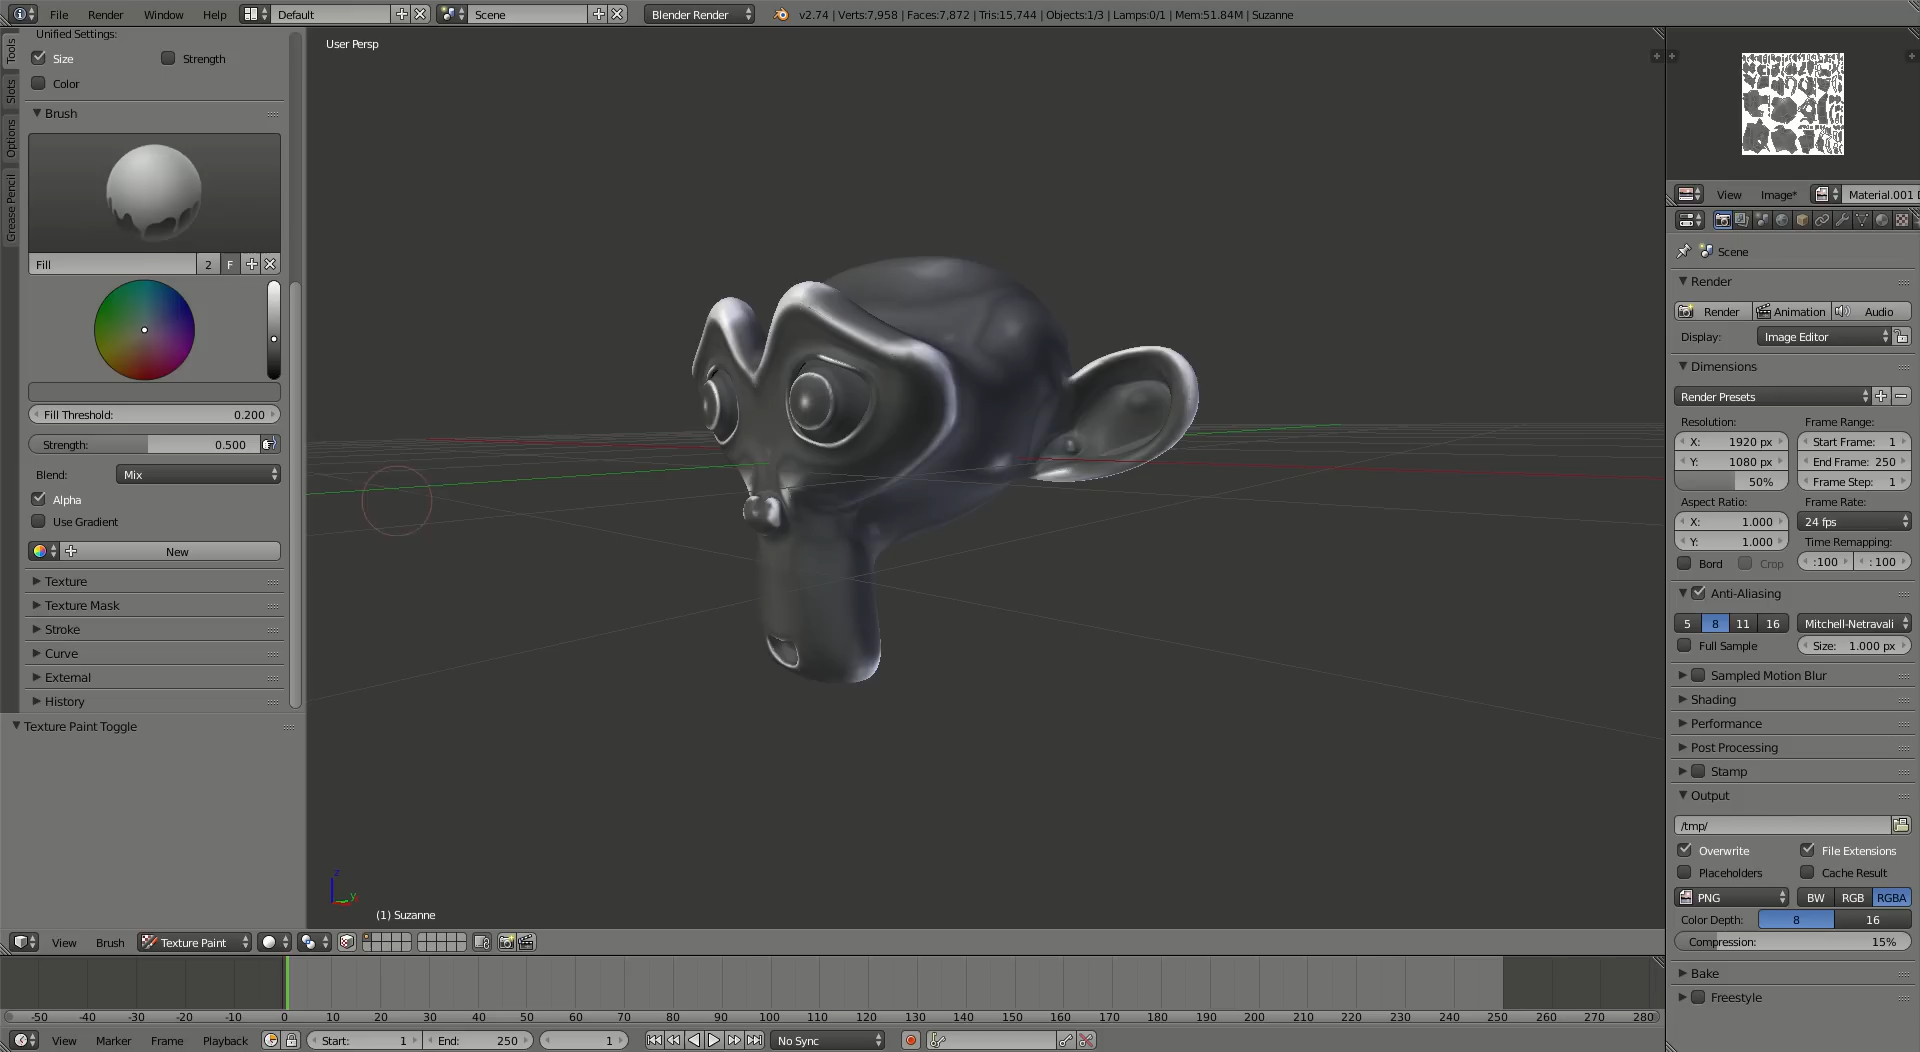 File Render Window Help Default Scene Blender Render v2.74 | Verts:7,958 | Faces:7,872 | Tris:15,744 | Objects:1/3 | Lamps:0/1 | Mem:51.84M | Suzanne
Tools
Slots
Options
Grease Pencil
Unified Settings:
Size Strength
Color
Brush
Fill 2 F
Fill Threshold: 0.200
Strength: 0.500
Blend: Mix
Alpha
Use Gradient
New
Texture
Texture Mask
Stroke
Curve
External
History
Texture Paint Toggle
User Persp
z
y
(1) Suzanne
View Brush Texture Paint
View Image* Material.001
Scene
Render
Render Animation Audio
Display: Image Editor
Dimensions
Render Presets
Resolution: Frame Range:
X: 1920 px Start Frame: 1
Y: 1080 px End Frame: 250
50% Frame Step: 1
Aspect Ratio: Frame Rate:
X: 1.000 24 fps
Y: 1.000 Time Remapping:
Bord Crop :100 : 100
Anti-Aliasing
5 8 11 16 Mitchell-Netravali
Full Sample Size: 1.000 px
Sampled Motion Blur
Shading
Performance
Post Processing
Stamp
Output
/tmp/
Overwrite File Extensions
Placeholders Cache Result
PNG BW RGB RGBA
Color Depth: 8 16
Compression: 15%
Bake
Freestyle
-50 -40 -30 -20 -10 0 10 20 30 40 50 60 70 80 90 100 110 120 130 140 150 160 170 180 190 200 210 220 230 240 250 260 270 280
View Marker Frame Playback Start: 1 End: 250 1 No Sync